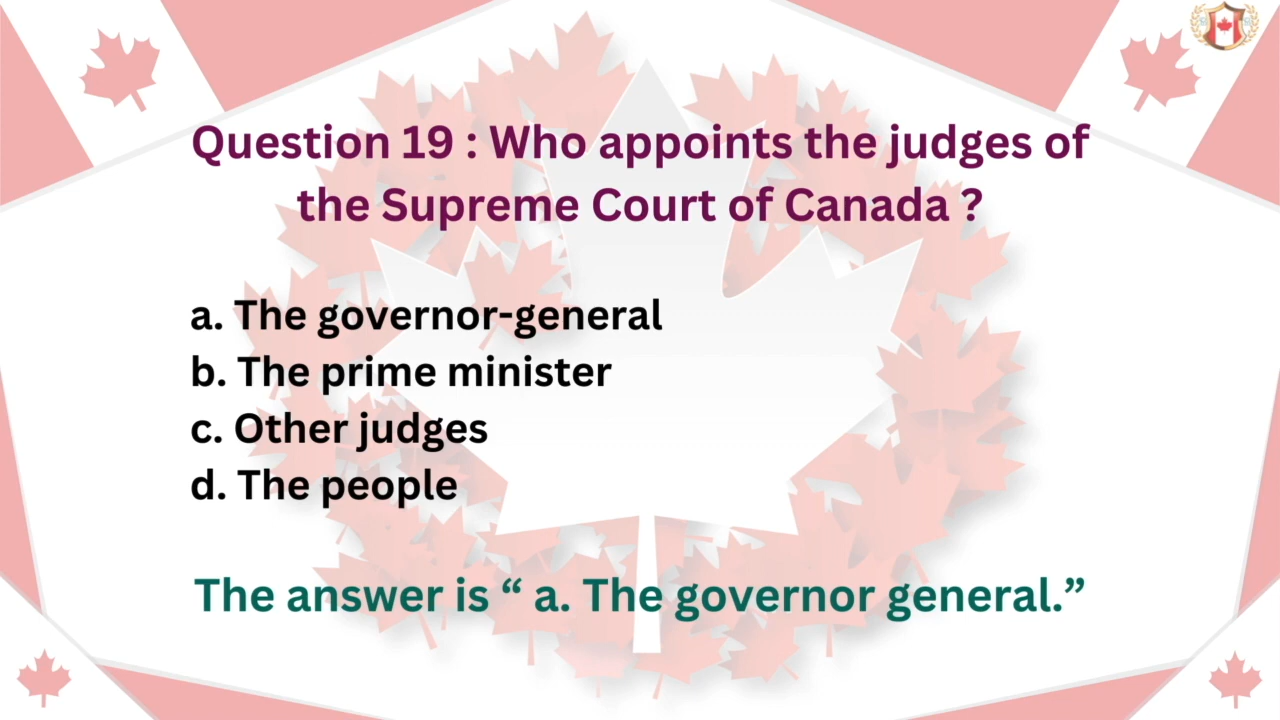 Question 19 : Who appoints the judges of
the Supreme Court of Canada ?
a. The governor-general
b. The prime minister
c. Other judges
d. The people
The answer is “ a. The governor general.”